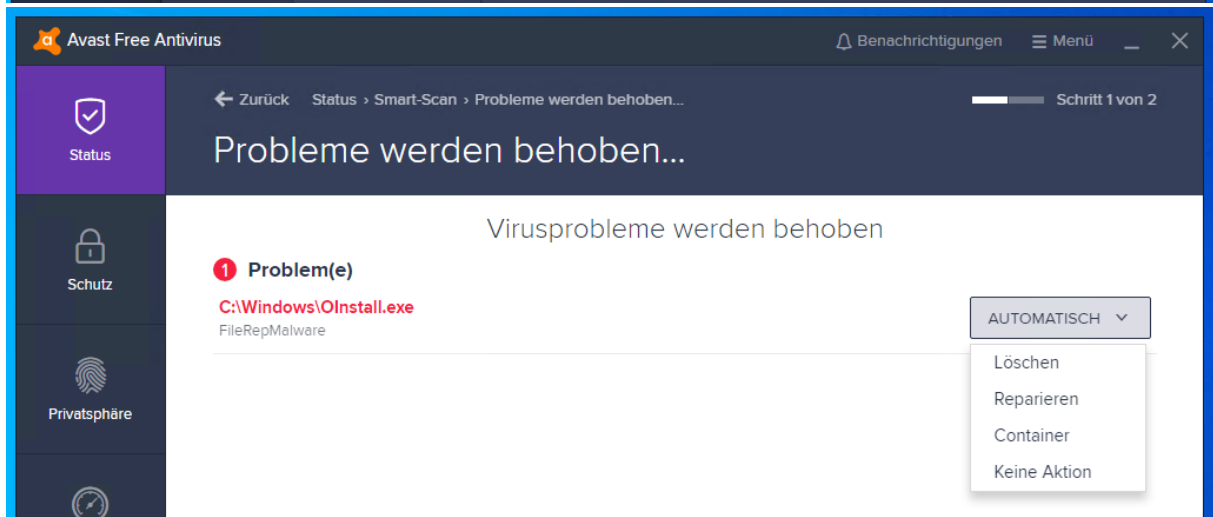 Avast Free Antivirus
Benachrichtigungen
Menü
Status
Schutz
Privatsphäre
Zurück Status › Smart-Scan › Probleme werden behoben...
Schritt 1 von 2
Probleme werden behoben...
Virusprobleme werden behoben
1 Problem(e)
C:\Windows\OInstall.exe
FileRepMalware
AUTOMATISCH
Löschen
Reparieren
Container
Keine Aktion